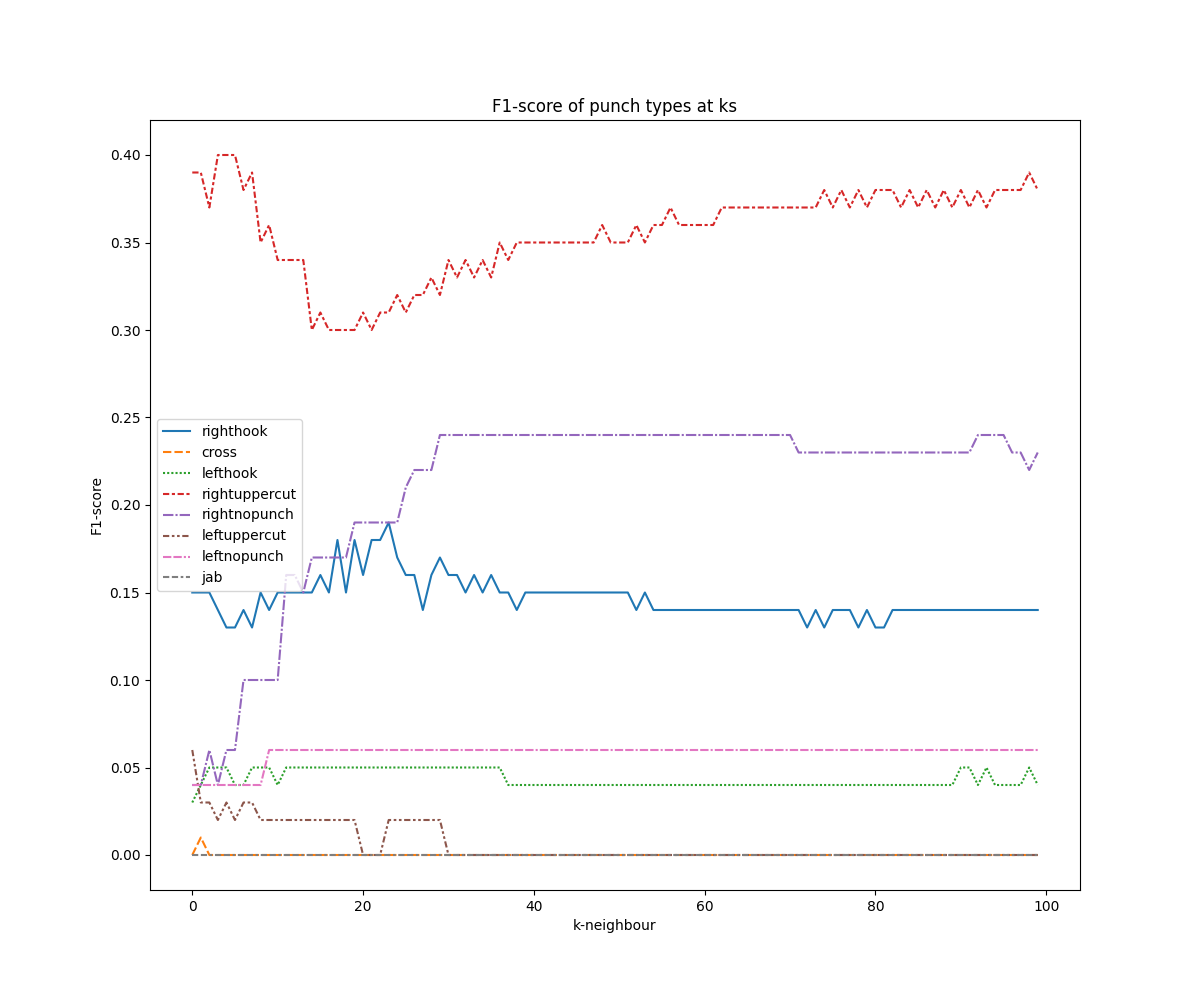 F1-score of punch types at ks
0.40
0.35
0.30
0.25
0.20
0.15
0.10
0.05
0.00
F1-score
righthook
cross
lefthook
rightuppercut
rightnopunch
leftuppercut
leftnopunch
jab
0 20 40 60 80 100
k-neighbour